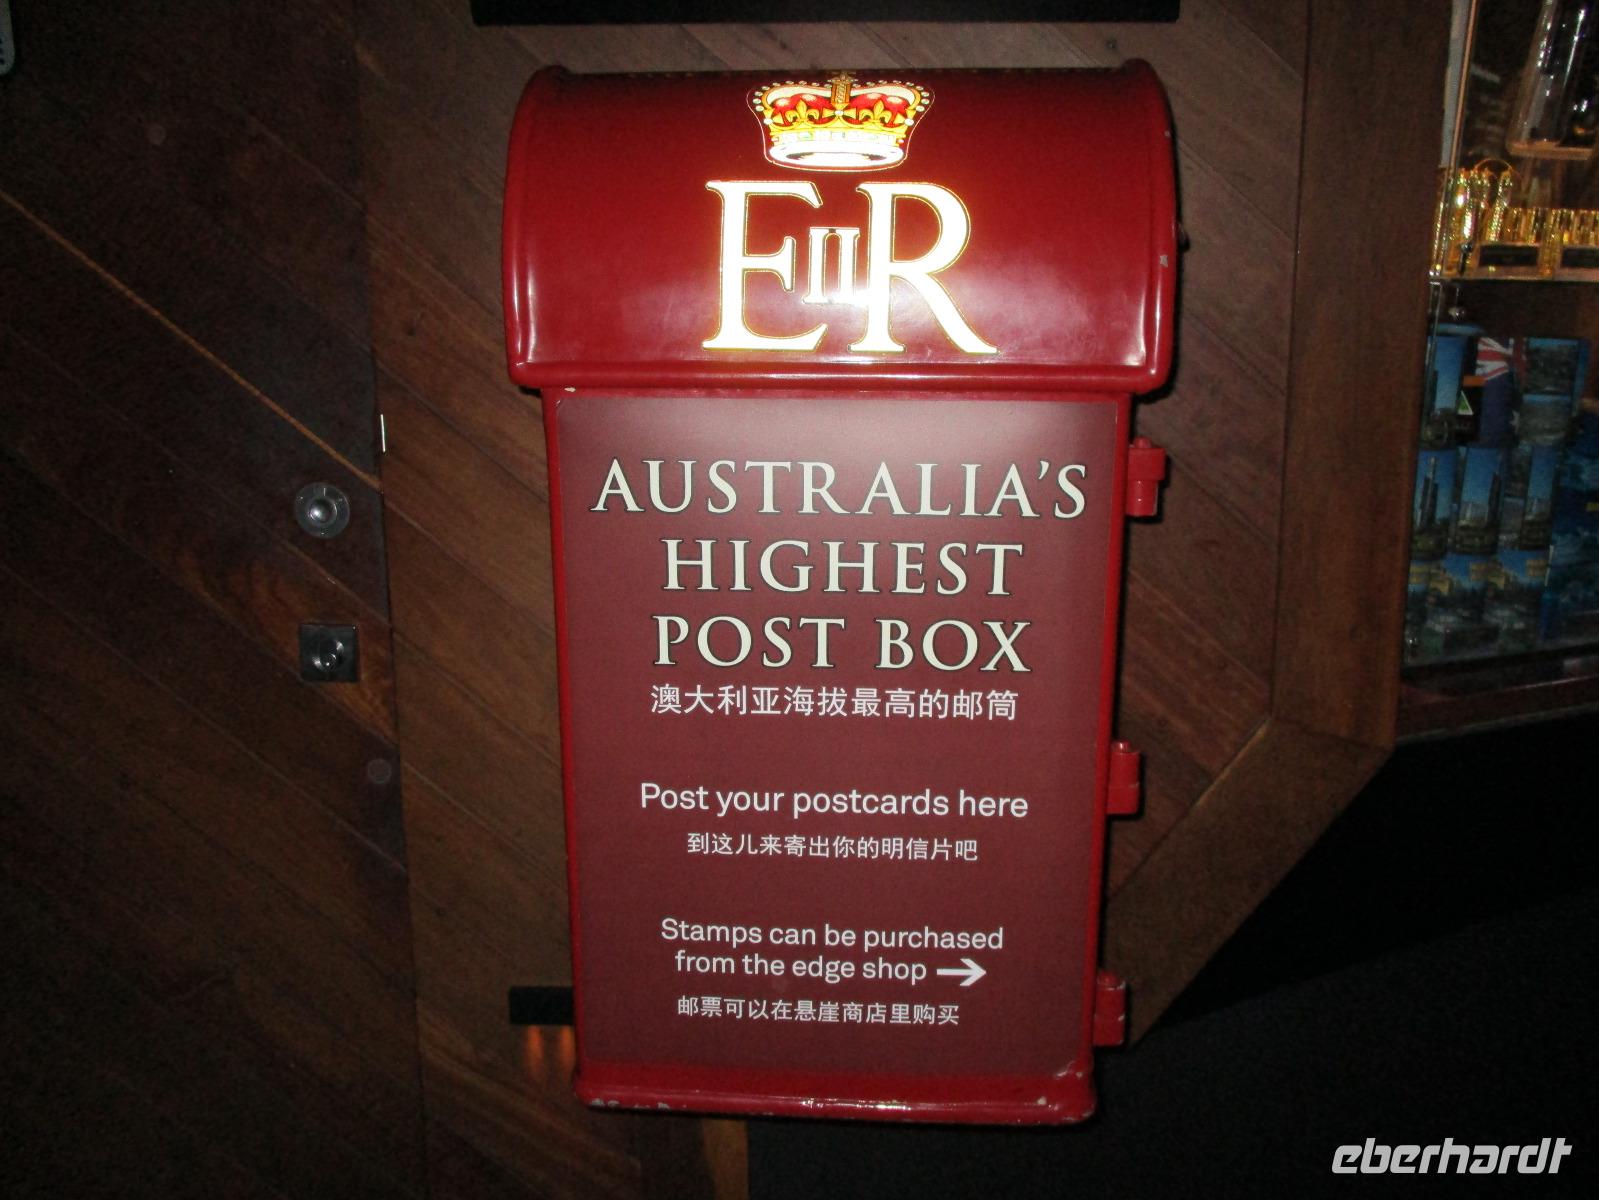 EIIR
AUSTRALIA'S
HIGHEST
POST BOX
澳大利亚海拔最高的邮筒
Post your postcards here
到这儿来寄出你的明信片吧
Stamps can be purchased
from the edge shop →
邮票可以在悬崖商店里购买
eberhardt